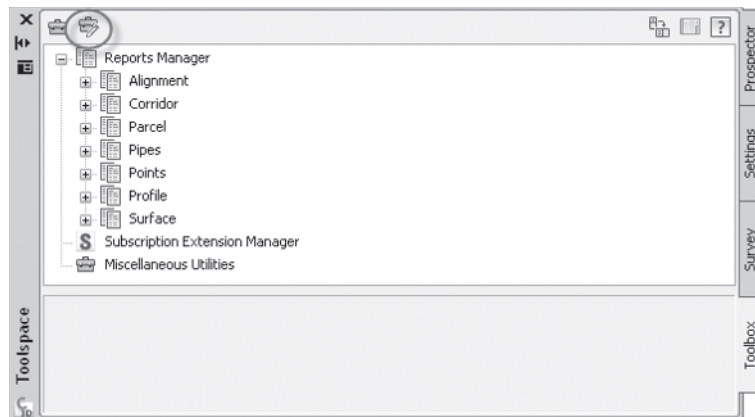 Reports Manager
Alignment
Corridor
Parcel
Pipes
Points
Profile
Surface
S Subscription Extension Manager
Miscellaneous Utilities
Toolspace
Prospector
Settings
Survey
Toolbox
?